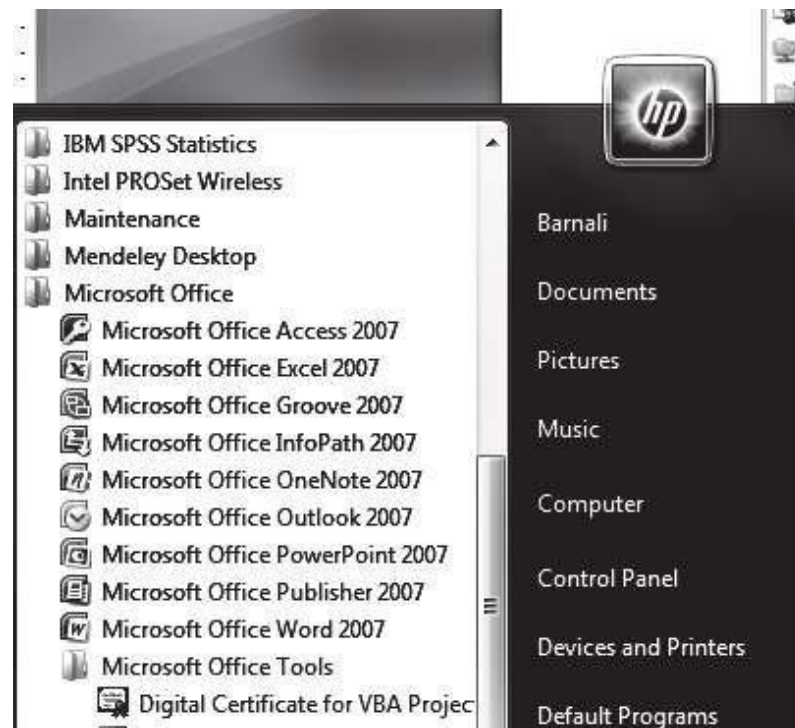 IBM SPSS Statistics
Intel PROSet Wireless
Maintenance
Mendeley Desktop
Microsoft Office
Microsoft Office Access 2007
Microsoft Office Excel 2007
Microsoft Office Groove 2007
Microsoft Office InfoPath 2007
Microsoft Office OneNote 2007
Microsoft Office Outlook 2007
Microsoft Office PowerPoint 2007
Microsoft Office Publisher 2007
Microsoft Office Word 2007
Microsoft Office Tools
Digital Certificate for VBA Projec
hp
Barnali
Documents
Pictures
Music
Computer
Control Panel
Devices and Printers
Default Programs